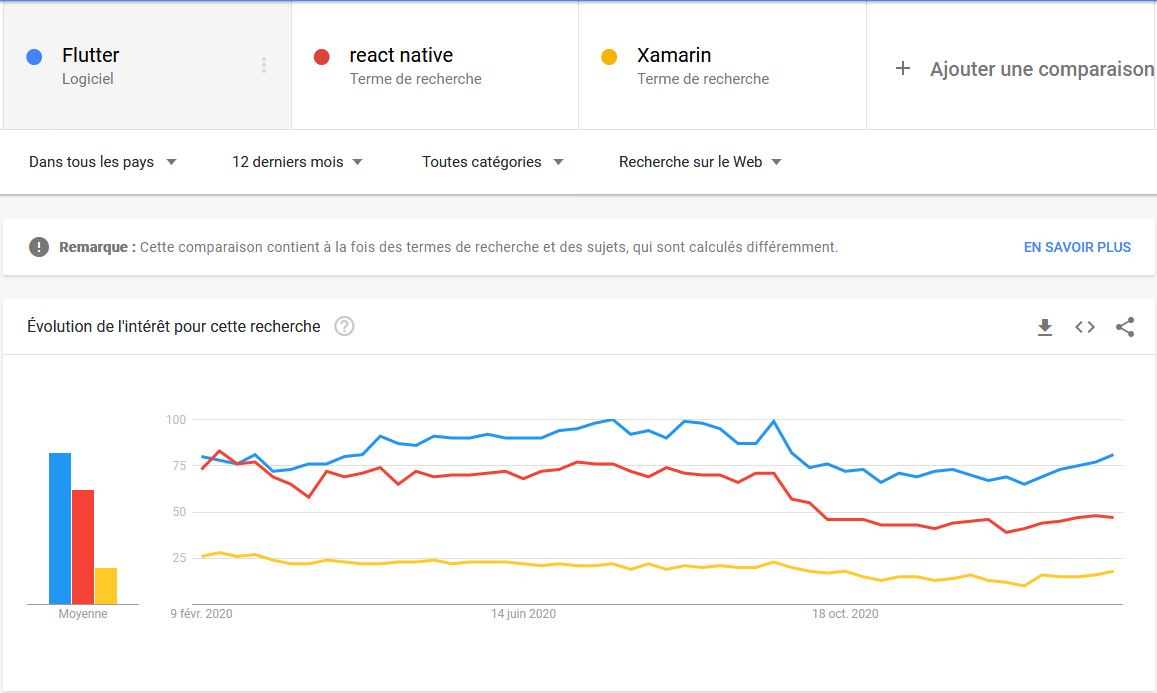 Flutter
Logiciel
react native
Terme de recherche
Xamarin
Terme de recherche
+ Ajouter une comparaison
Dans tous les pays
12 derniers mois
Toutes catégories
Recherche sur le Web
Remarque : Cette comparaison contient à la fois des termes de recherche et des sujets, qui sont calculés différemment.
EN SAVOIR PLUS
Évolution de l'intérêt pour cette recherche
100
75
50
25
Moyenne
9 févr. 2020
14 juin 2020
18 oct. 2020